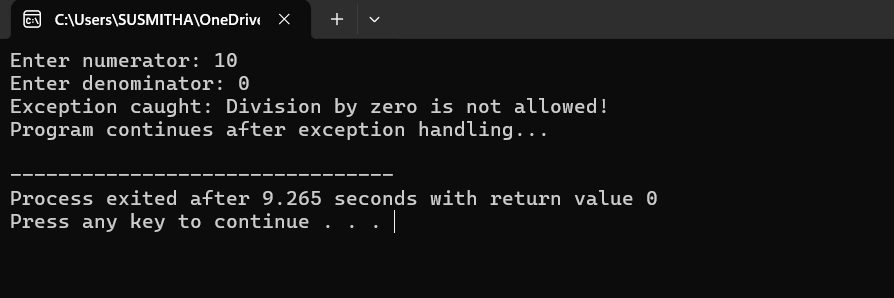 C:\Users\SUSMITHA\OneDrive
Enter numerator: 10
Enter denominator: 0
Exception caught: Division by zero is not allowed!
Program continues after exception handling...
--------------------------------
Process exited after 9.265 seconds with return value 0
Press any key to continue . . .